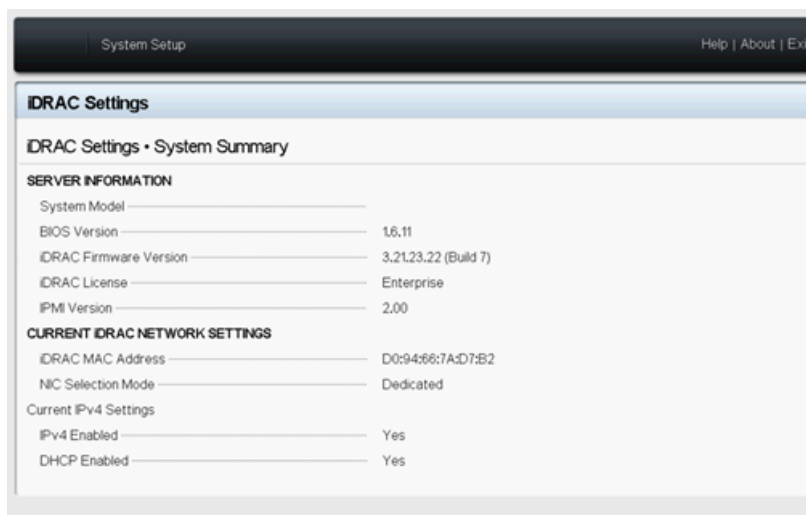 System Setup
Help | About | Exi
iDRAC Settings
iDRAC Settings • System Summary
SERVER INFORMATION
System Model
BIOS Version 1.6.11
iDRAC Firmware Version 3.21.23.22 (Build 7)
iDRAC License Enterprise
IPMI Version 2.00
CURRENT iDRAC NETWORK SETTINGS
iDRAC MAC Address D0:94:66:7A:D7:B2
NIC Selection Mode Dedicated
Current IPv4 Settings
IPv4 Enabled Yes
DHCP Enabled Yes